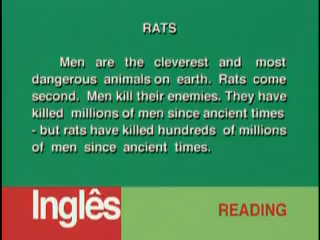 RATS
Men are the cleverest and most
dangerous animals on earth. Rats come
second. Men kill their enemies. They have
killed millions of men since ancient times
- but rats have killed hundreds of millions
of men since ancient times.
Inglês
READING